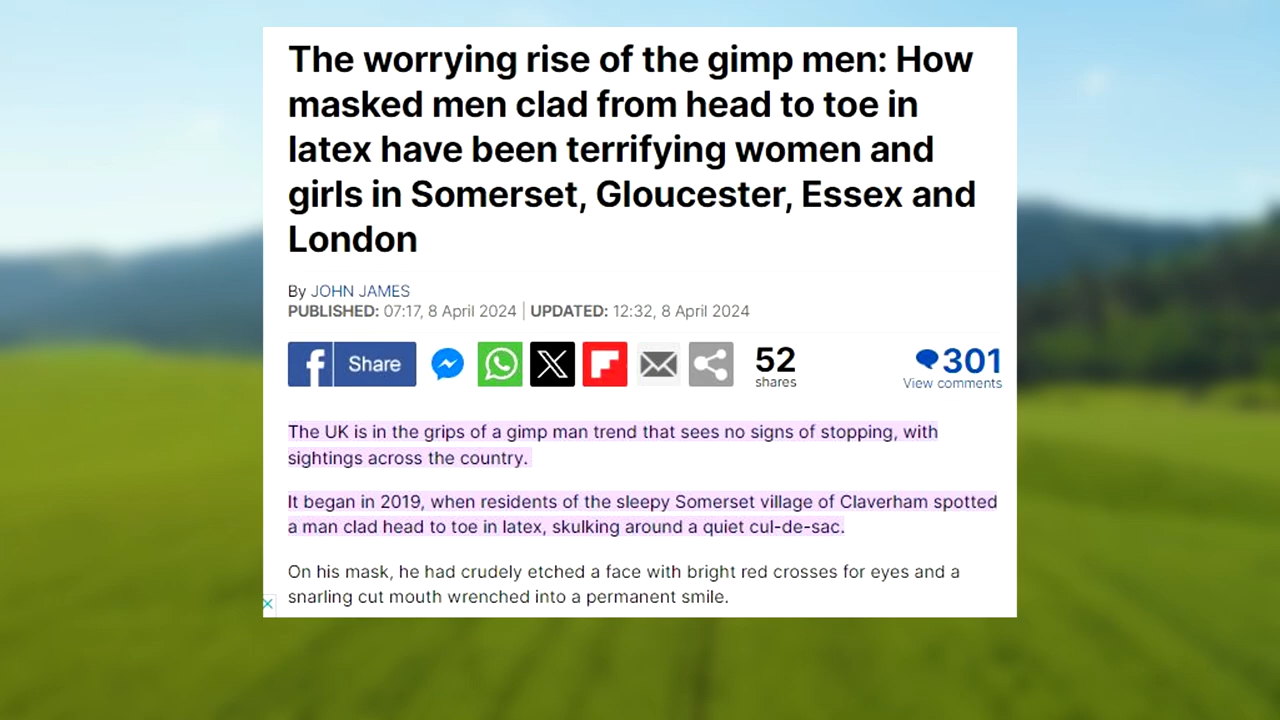 The worrying rise of the gimp men: How
masked men clad from head to toe in
latex have been terrifying women and
girls in Somerset, Gloucester, Essex and
London
By JOHN JAMES
PUBLISHED: 07:17, 8 April 2024 | UPDATED: 12:32, 8 April 2024
f Share
52
shares
301
View comments
The UK is in the grips of a gimp man trend that sees no signs of stopping, with
sightings across the country.
It began in 2019, when residents of the sleepy Somerset village of Claverham spotted
a man clad head to toe in latex, skulking around a quiet cul-de-sac.
On his mask, he had crudely etched a face with bright red crosses for eyes and a
snarling cut mouth wrenched into a permanent smile.